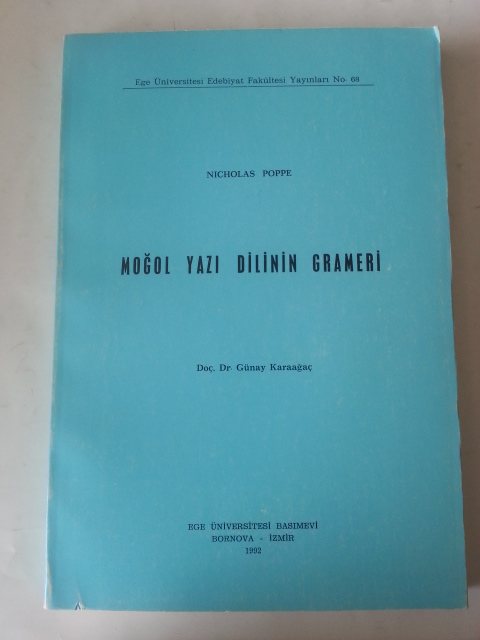 Ege Üniversitesi Edebiyat Fakültesi Yayınları No. 68
NICHOLAS POPPE
MOĞOL YAZI DİLİNİN GRAMERİ
Doç. Dr. Günay Karaağaç
EGE ÜNİVERSİTESİ BASIMEVİ
BORNOVA - İZMİR
1992